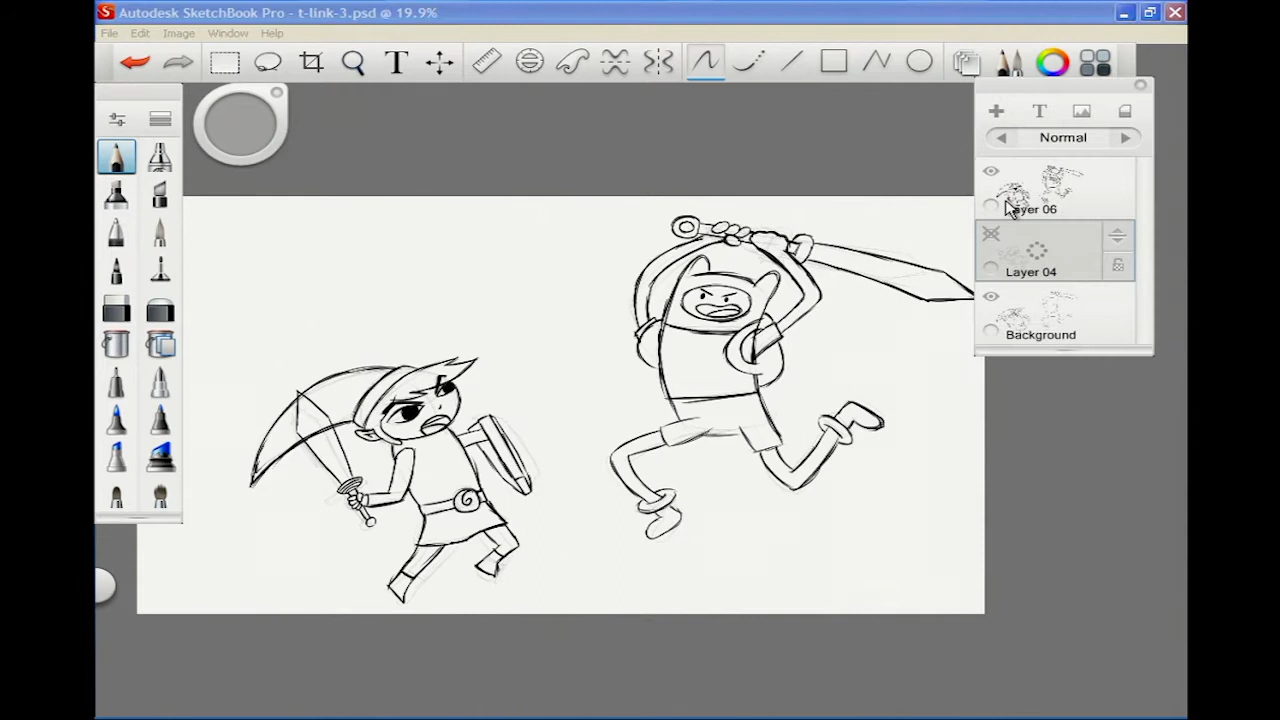 Autodesk SketchBook Pro - t-link-3.psd @ 19.9%
File Edit Image Window Help
T
T
Normal
Layer 06
Layer 04
Background